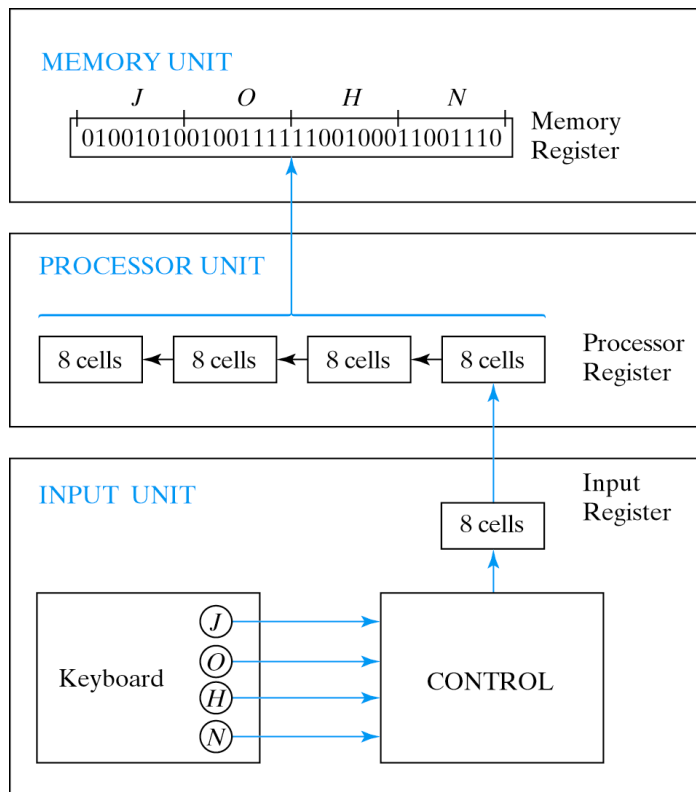 MEMORY UNIT
J O H N
01001010010011111100100011001110
Memory
Register
PROCESSOR UNIT
8 cells 8 cells 8 cells 8 cells
Processor
Register
INPUT UNIT
Input
Register
8 cells
Keyboard
J
O
H
N
CONTROL